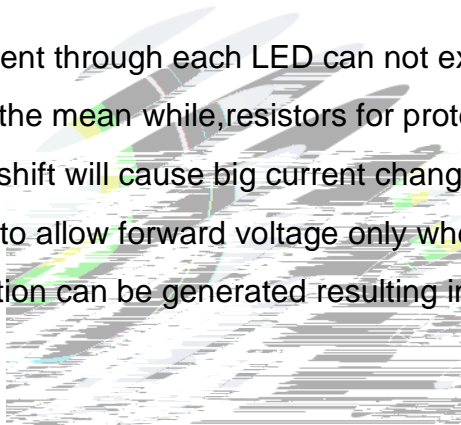 ent through each LED can not ex
the mean while,resistors for prote
shift will cause big current chang
to allow forward voltage only whe
tion can be generated resulting in